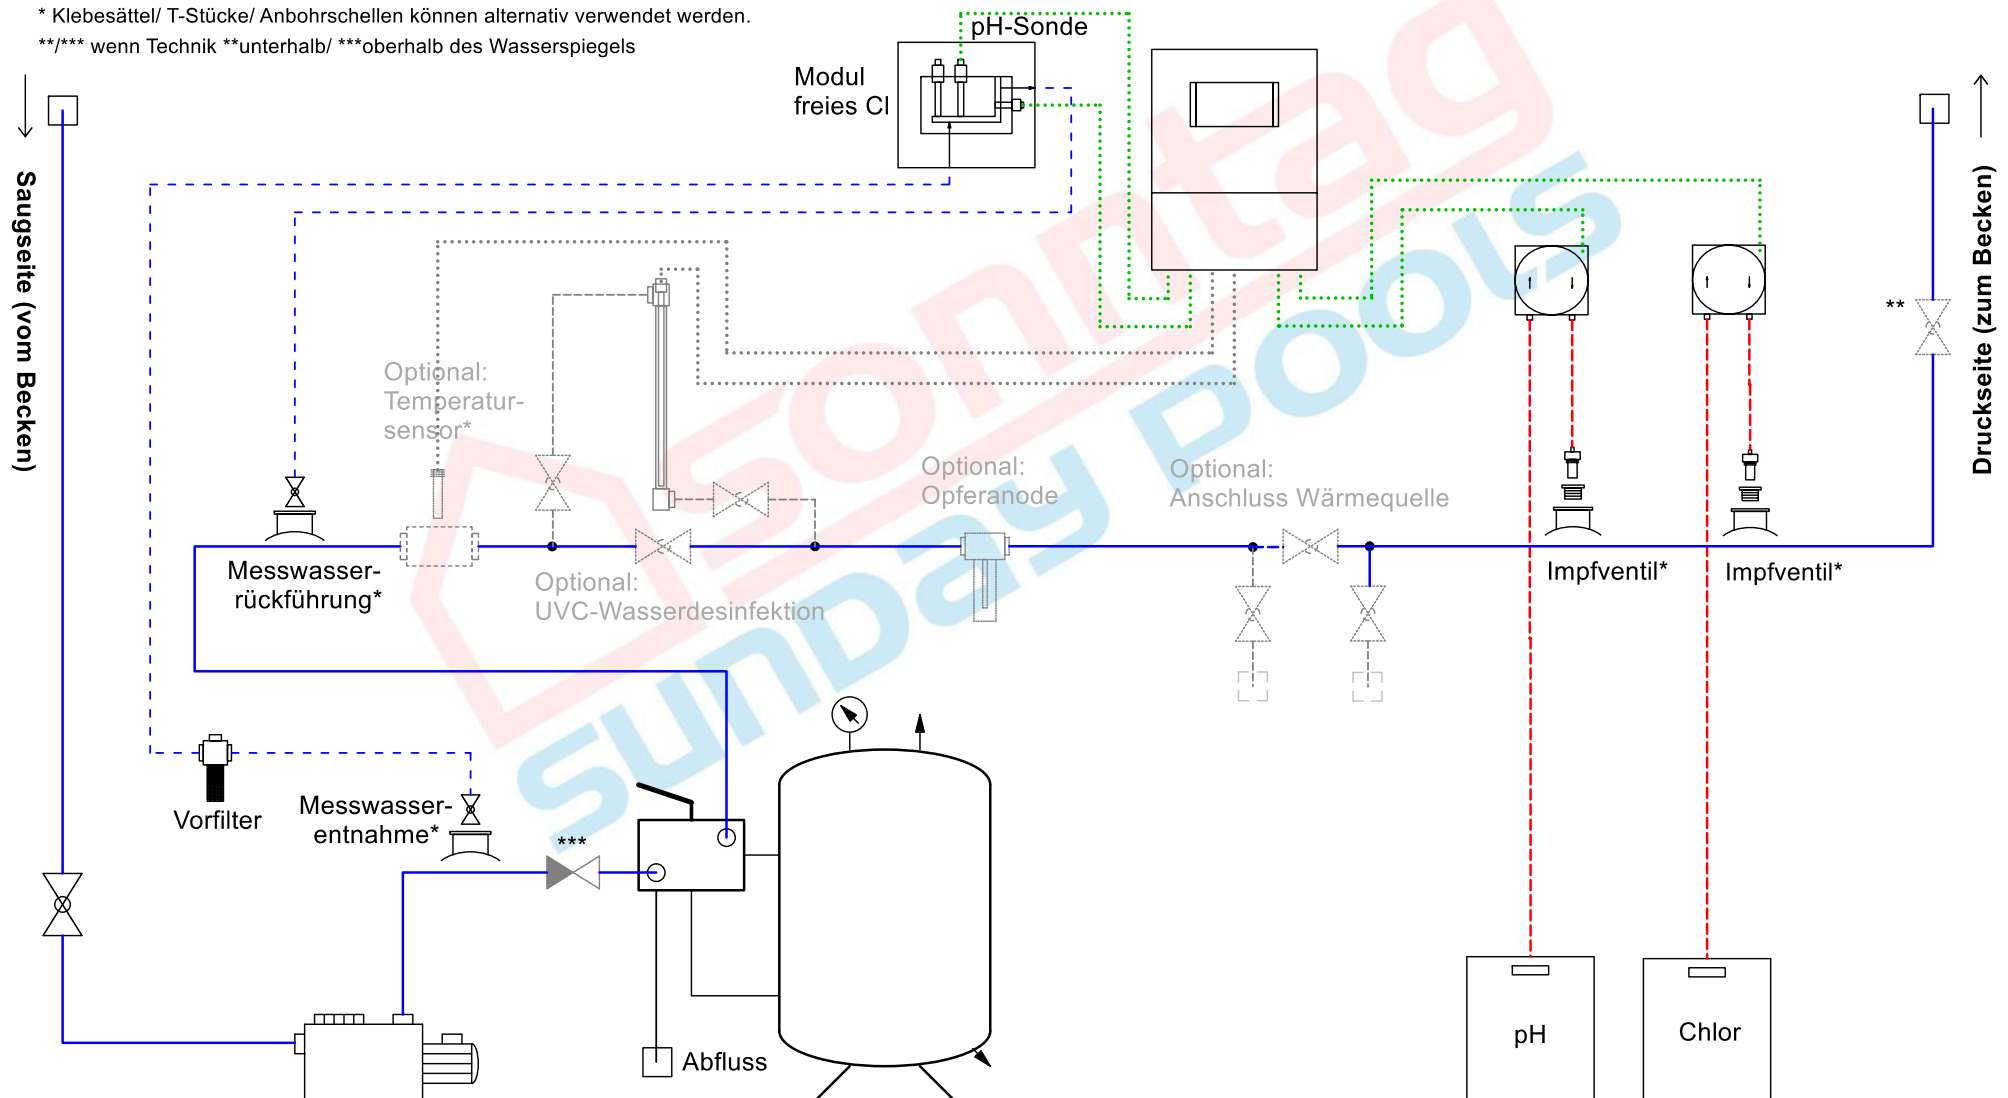 * Klebesättel/ T-Stücke/ Anbohrschellen können alternativ verwendet werden.
**/*** wenn Technik **unterhalb/ ***oberhalb des Wasserspiegels
pH-Sonde
Modul
freies Cl
Saugseite (vom Becken)
Druckseite (zum Becken)
**
Optional:
Temperatur-
sensor*
Optional:
Opferanode
Optional:
Anschluss Wärmequelle
Messwasser-
rückführung*
Optional:
UVC-Wasserdesinfektion
Impfventil*
Impfventil*
Vorfilter
Messwasser-
entnahme*
***
Abfluss
pH
Chlor
sonntag
sunday pools